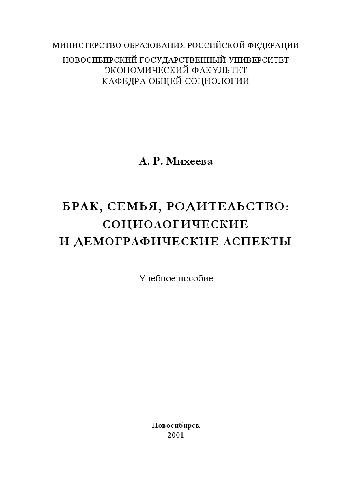 МИНИСТЕРСТВО ОБРАЗОВАНИЯ РОССИЙСКОЙ ФЕДЕРАЦИИ
НОВОСИБИРСКИЙ ГОСУДАРСТВЕННЫЙ УНИВЕРСИТЕТ
ЭКОНОМИЧЕСКИЙ ФАКУЛЬТЕТ
КАФЕДРА ОБЩЕЙ СОЦИОЛОГИИ
А. Р. Михеева
БРАК, СЕМЬЯ, РОДИТЕЛЬСТВО:
СОЦИОЛОГИЧЕСКИЕ
И ДЕМОГРАФИЧЕСКИЕ АСПЕКТЫ
Учебное пособие
Новосибирск
2001